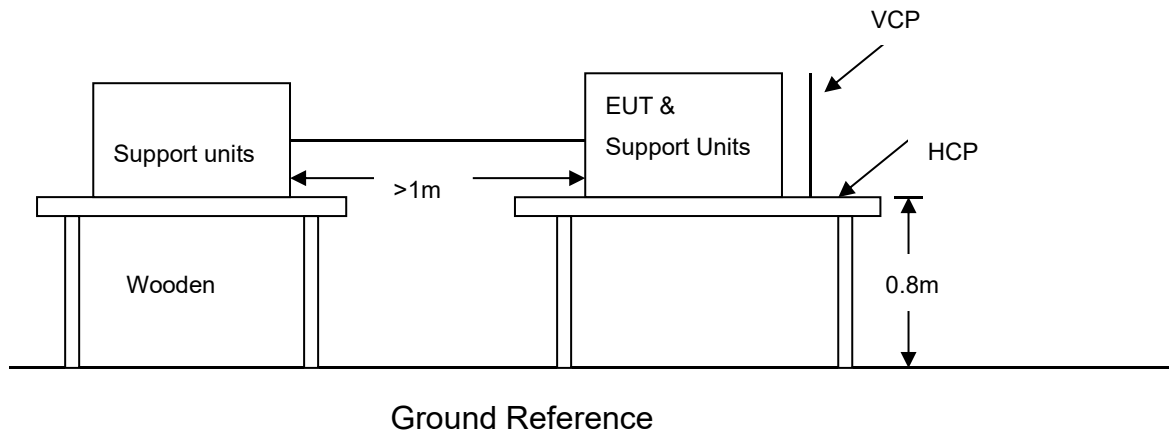 VCP
EUT &
Support Units
Support units
HCP
>1m
Wooden
0.8m
Ground Reference